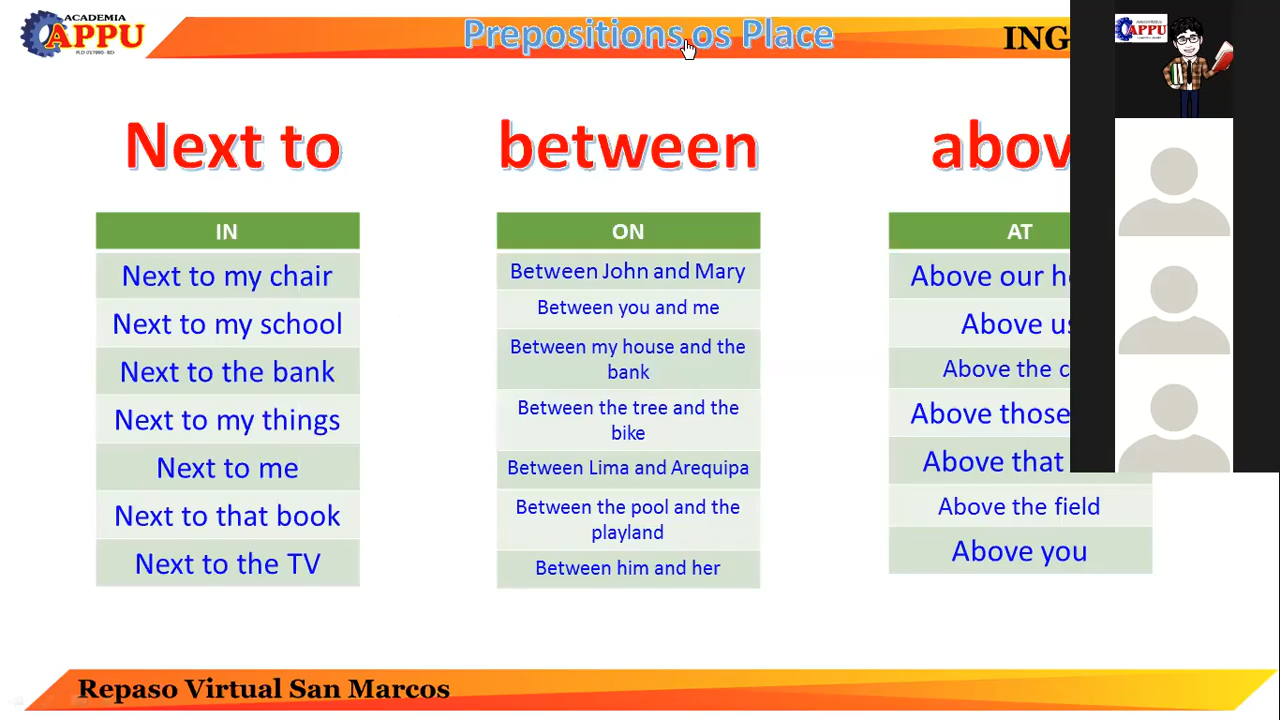 ACADEMIA
APPU
Prepositions os Place
ING
APPU
Next to
between
abov
IN
Next to my chair
Next to my school
Next to the bank
Next to my things
Next to me
Next to that book
Next to the TV
ON
Between John and Mary
Between you and me
Between my house and the
bank
Between the tree and the
bike
Between Lima and Arequipa
Between the pool and the
playland
Between him and her
AT
Above our h
Above us
Above the c
Above those
Above that
Above the field
Above you
Repaso Virtual San Marcos